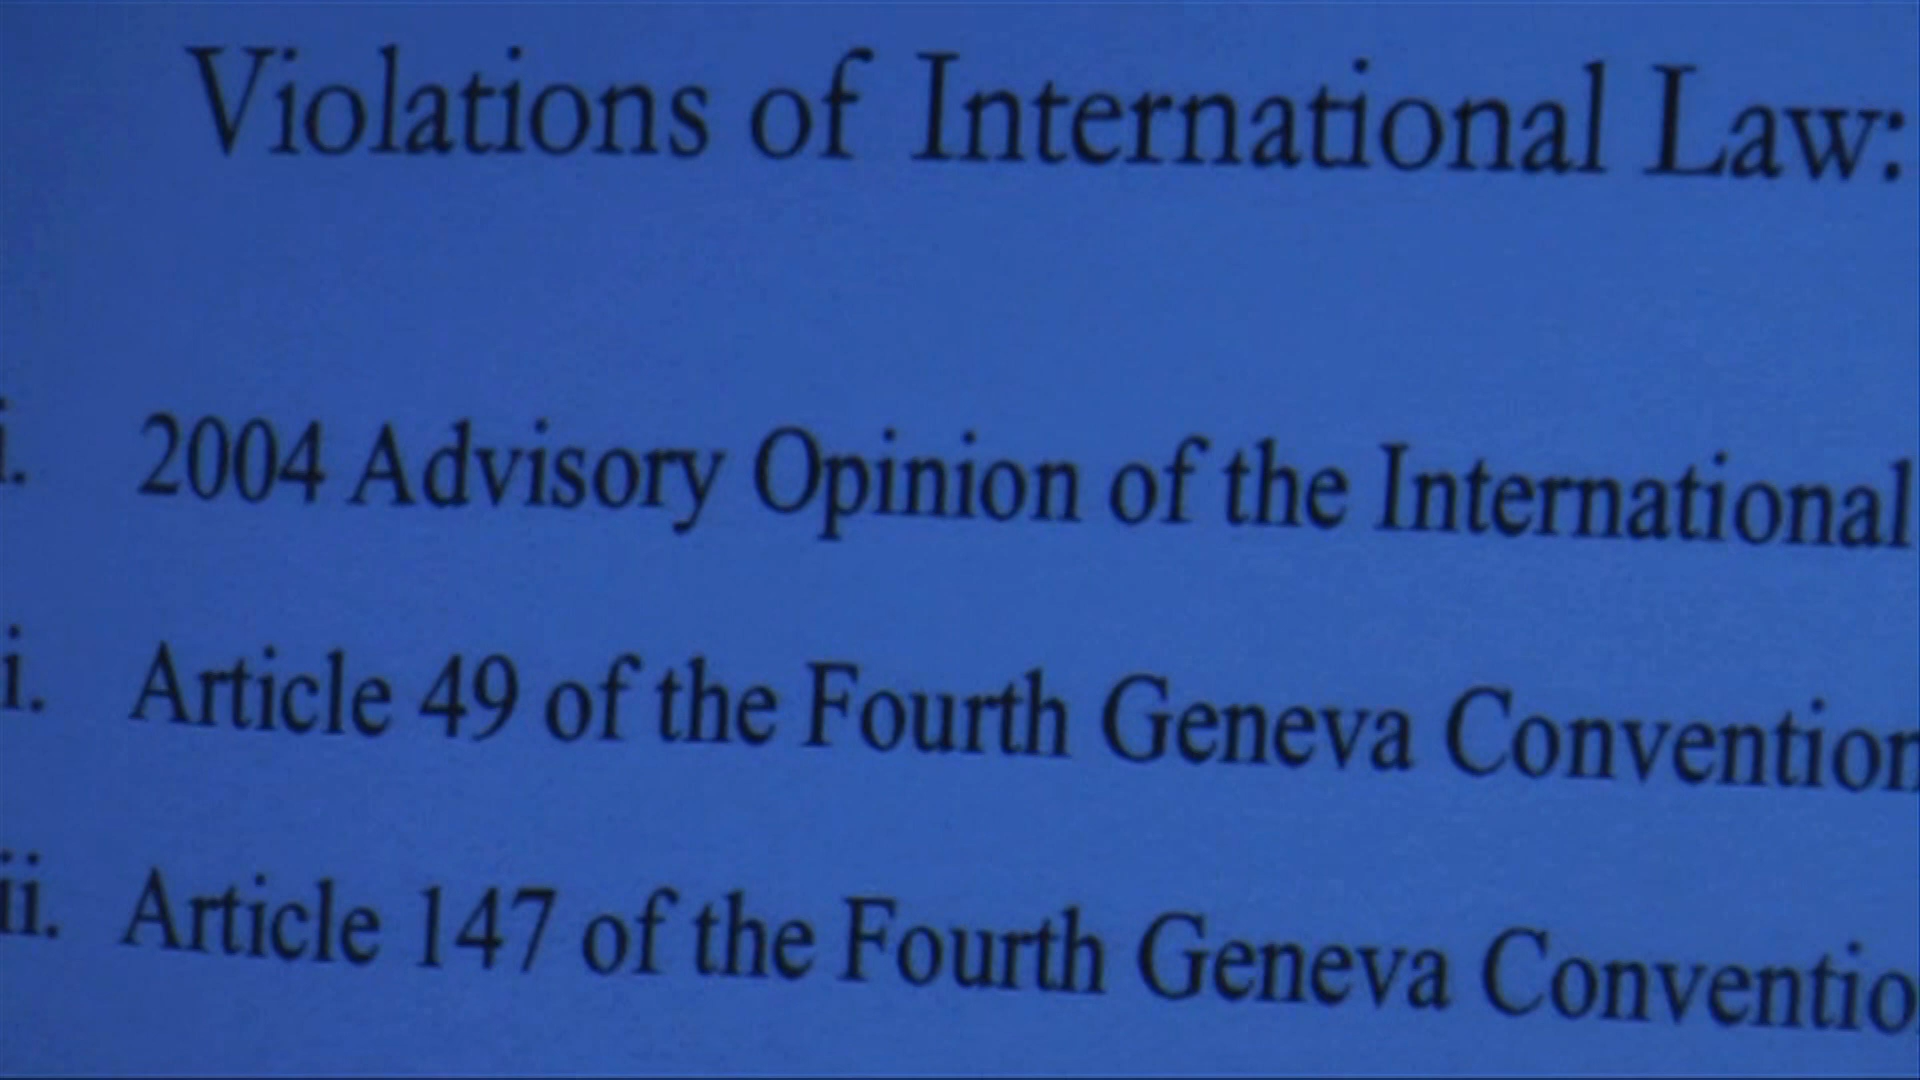 Violations of International Law:
i. 2004 Advisory Opinion of the International
i. Article 49 of the Fourth Geneva Convention
ii. Article 147 of the Fourth Geneva Conventio